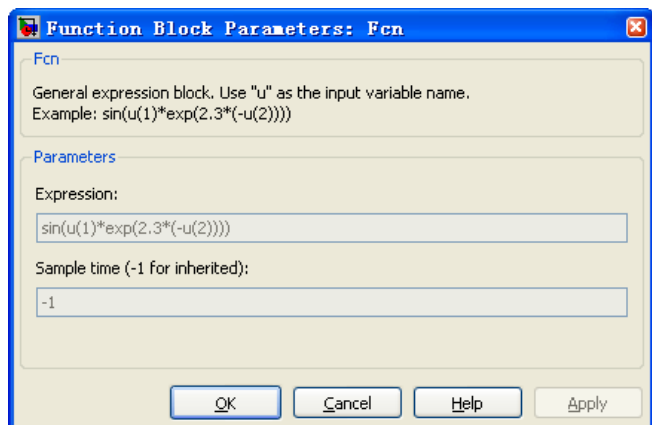 Function Block Parameters: Fcn
Fcn
General expression block. Use "u" as the input variable name.
Example: sin(u(1)*exp(2.3*(-u(2))))
Parameters
Expression:
sin(u(1)*exp(2.3*(-u(2))))
Sample time (-1 for inherited):
-1
OK Cancel Help Apply